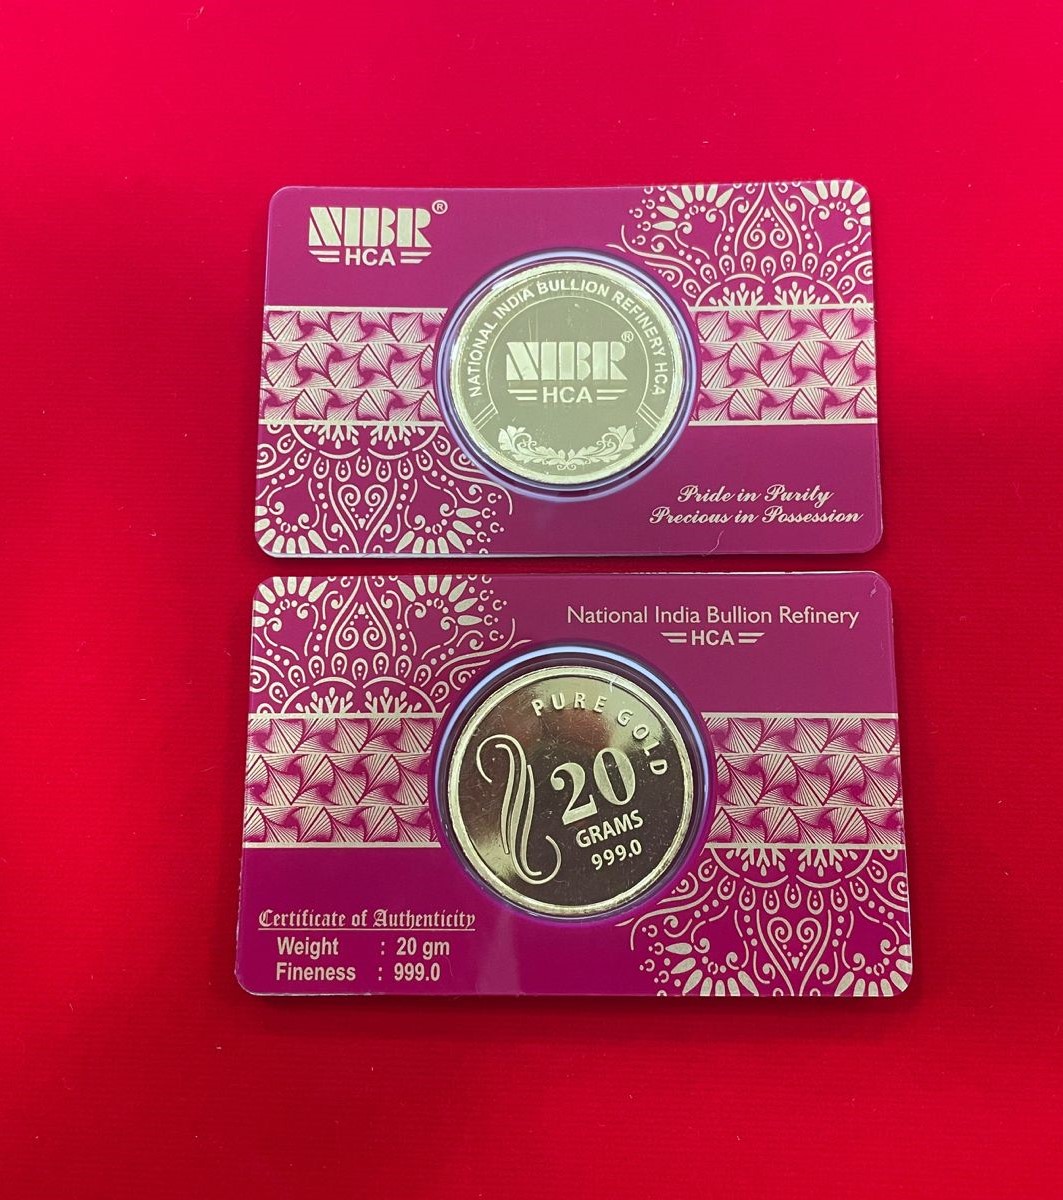 NIBR®
HCA
NATIONAL INDIA BULLION REFINERY HCA
NIBR®
HCA
Pride in Purity
Precious in Possession
National India Bullion Refinery
HCA
PURE GOLD
20
GRAMS
999.0
Certificate of Authenticity
Weight : 20 gm
Fineness : 999.0